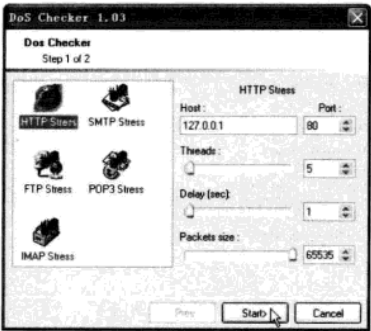 DoS Checker 1.03
Dos Checker
Step 1 of 2
HTTP Stress
SMTP Stress
FTP Stress
POP3 Stress
IMAP Stress
HTTP Stress
Host :
Port :
127.0.0.1
80
Threads :
5
Delay (sec):
1
Packets size :
65535
Prev
Start>
Cancel